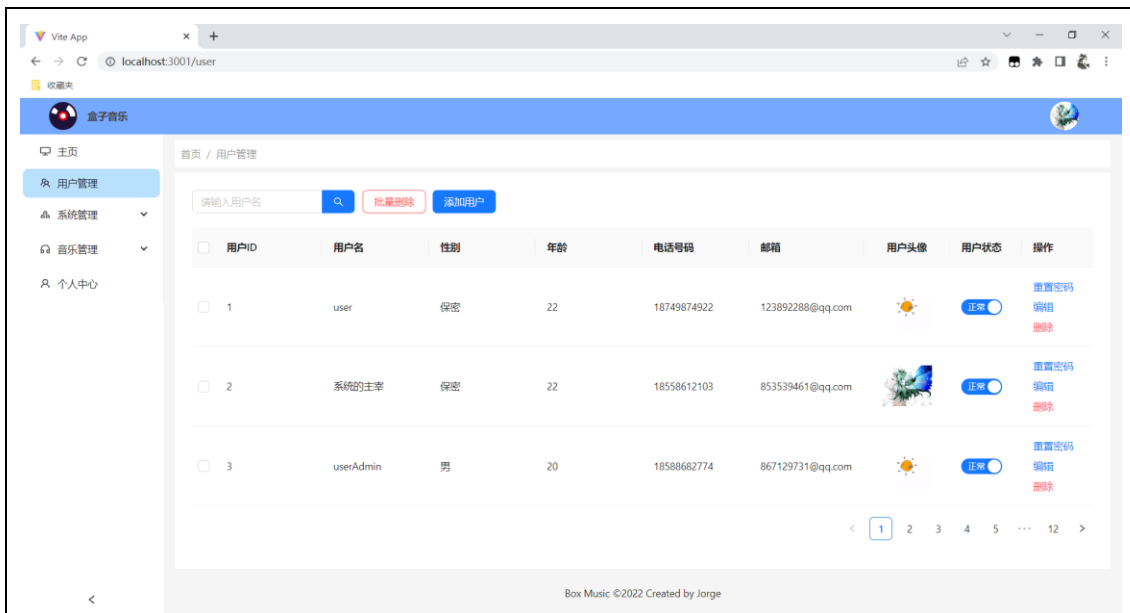 Vite App
localhost:3001/user
收藏夹
盒子音乐
主页
用户管理
系统管理
音乐管理
个人中心
首页 / 用户管理
请输入用户名 批量删除 添加用户
用户ID 用户名 性别 年龄 电话号码 邮箱 用户头像 用户状态 操作
1 user 保密 22 18749874922 123892288@qq.com 正常 重置密码
编辑
删除
2 系统的主宰 保密 22 18558612103 853539461@qq.com 正常 重置密码
编辑
删除
3 userAdmin 男 20 18588682774 867129731@qq.com 正常 重置密码
编辑
删除
< 1 2 3 4 5 ··· 12 >
Box Music ©2022 Created by Jorge